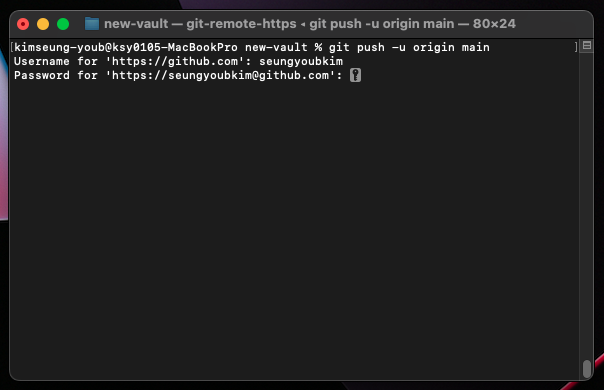 new-vault — git-remote-https ◂ git push -u origin main — 80×24
[kimseung-youb@ksy0105-MacBookPro new-vault % git push -u origin main ]
Username for 'https://github.com': seungyoubkim
Password for 'https://seungyoubkim@github.com':